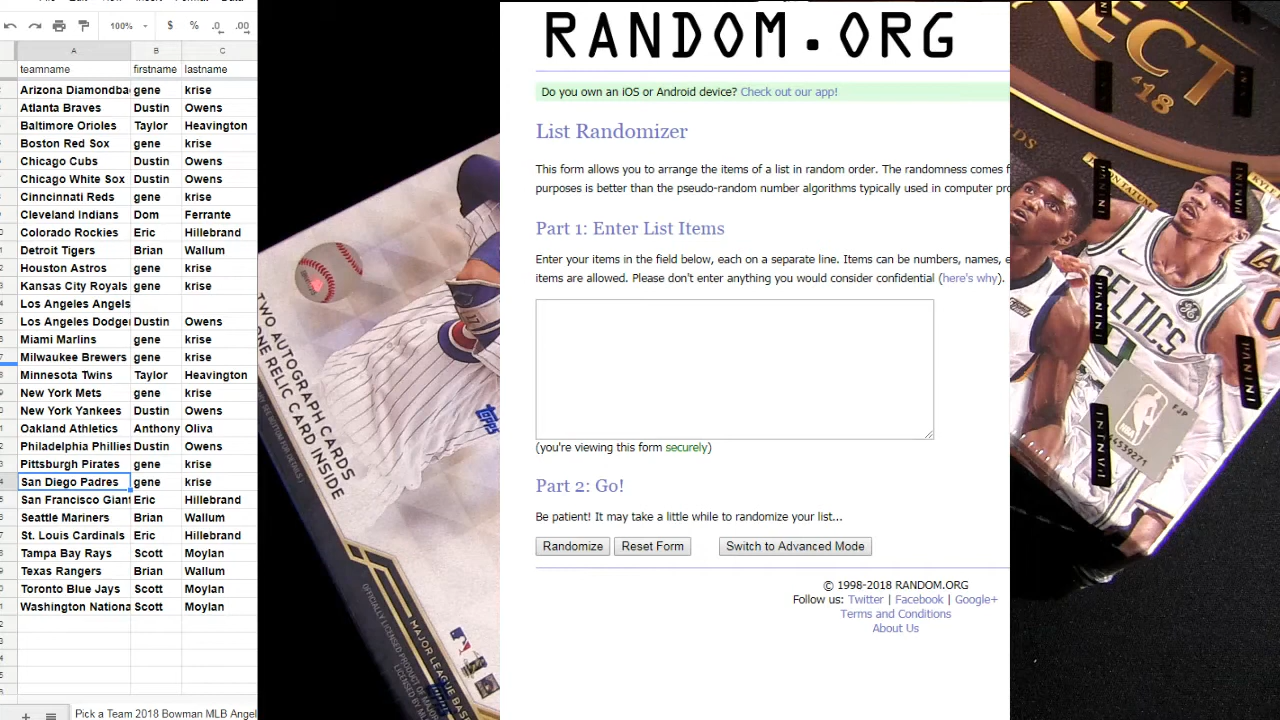 100%
$
%
.0
.00
A
B
C
teamname firstname lastname
Arizona Diamondba gene krise
Atlanta Braves Dustin Owens
Baltimore Orioles Taylor Heavington
Boston Red Sox gene krise
Chicago Cubs Dustin Owens
Chicago White Sox Dustin Owens
Cincinnati Reds gene krise
Cleveland Indians Dom Ferrante
Colorado Rockies Eric Hillebrand
Detroit Tigers Brian Wallum
Houston Astros gene krise
Kansas City Royals gene krise
Los Angeles Angels
Los Angeles Dodge Dustin Owens
Miami Marlins gene krise
Milwaukee Brewers gene krise
Minnesota Twins Taylor Heavington
New York Mets gene krise
New York Yankees Dustin Owens
Oakland Athletics Anthony Oliva
Philadelphia Phillies Dustin Owens
Pittsburgh Pirates gene krise
San Diego Padres gene krise
San Francisco Giant Eric Hillebrand
Seattle Mariners Brian Wallum
St. Louis Cardinals Eric Hillebrand
Tampa Bay Rays Scott Moylan
Texas Rangers Brian Wallum
Toronto Blue Jays Scott Moylan
Washington Nationa Scott Moylan
Pick a Team 2018 Bowman MLB Angel
TWO AUTOGRAPH CARDS
ONE RELIC CARD INSIDE
17
topps
MAJOR LEAGUE BAS
RANDOM.ORG
Do you own an iOS or Android device? Check out our app!
List Randomizer
This form allows you to arrange the items of a list in random order. The randomness comes f
purposes is better than the pseudo-random number algorithms typically used in computer pro
Part 1: Enter List Items
Enter your items in the field below, each on a separate line. Items can be numbers, names, e
items are allowed. Please don't enter anything you would consider confidential (here's why).
(you're viewing this form securely)
Part 2: Go!
Be patient! It may take a little while to randomize your list...
Randomize
Reset Form
Switch to Advanced Mode
© 1998-2018 RANDOM.ORG
Follow us: Twitter | Facebook | Google+
Terms and Conditions
About Us
CELTICS
PANINI
NBA
FJP